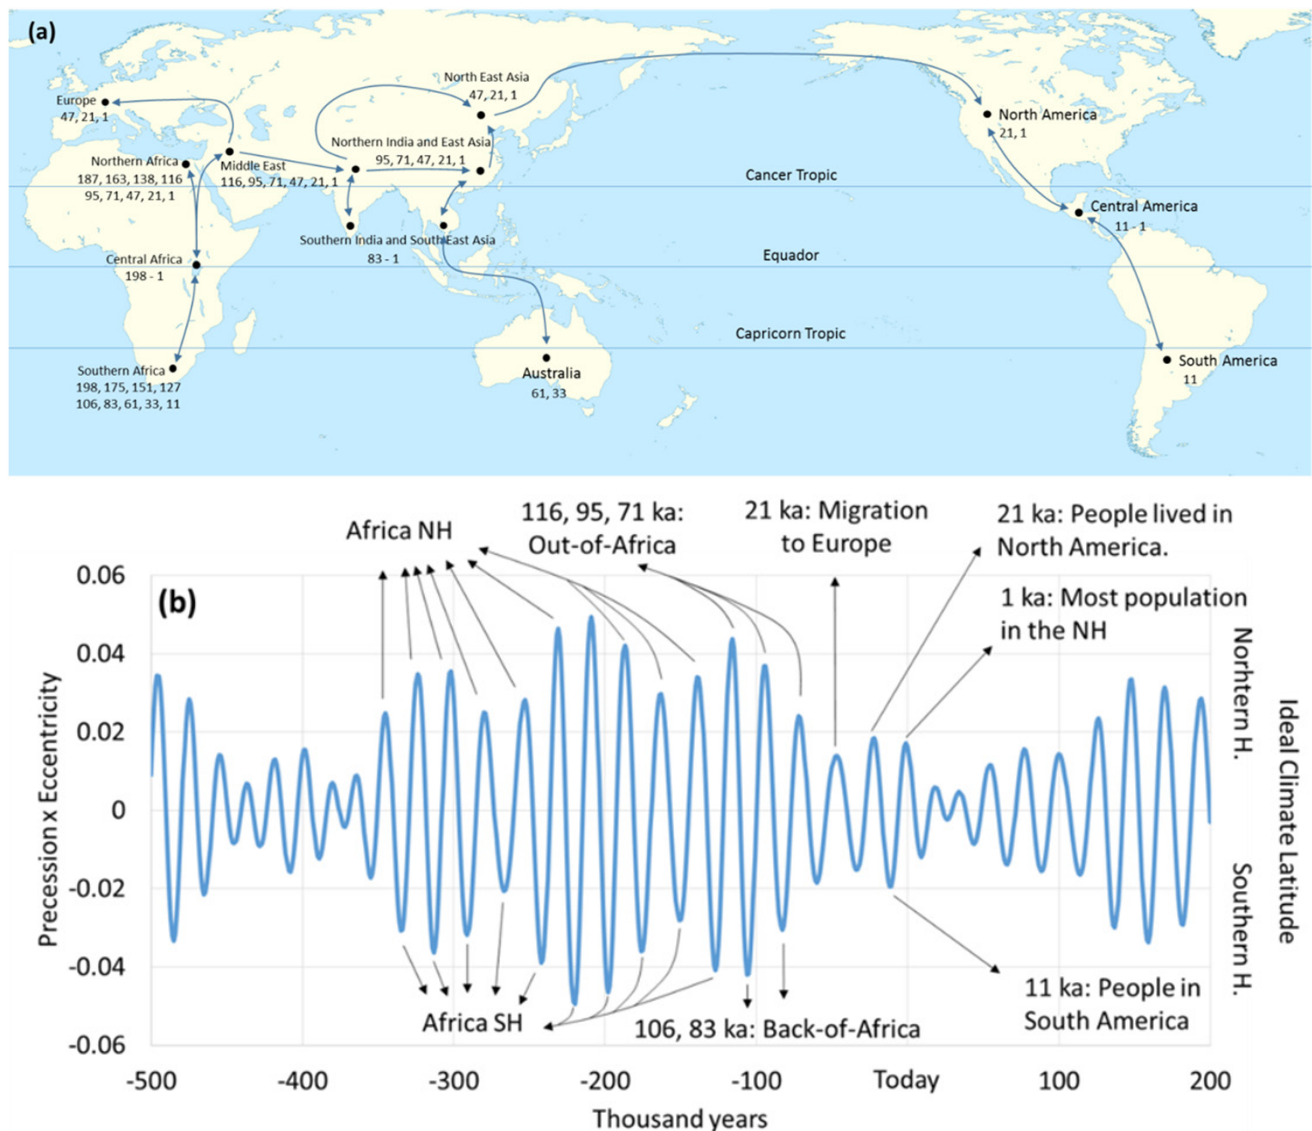 (a)
North East Asia
47, 21, 1
Europe
47, 21, 1
North America
21, 1
Northern India and East Asia
95, 71, 47, 21, 1
Northern Africa
187, 163, 138, 116
95, 71, 47, 21, 1
Middle East
116, 95, 71, 47, 21, 1
Cancer Tropic
Central America
11 - 1
Southern India and South East Asia
83 - 1
Central Africa
198 - 1
Equador
Capricorn Tropic
Southern Africa
198, 175, 151, 127
106, 83, 61, 33, 11
Australia
61, 33
South America
11
116, 95, 71 ka:
Out-of-Africa
21 ka: Migration
to Europe
21 ka: People lived in
North America.
Africa NH
1 ka: Most population
in the NH
(b)
0.06
0.04
0.02
0
-0.02
-0.04
-0.06
Precession x Eccentricity
Norhtern H.
Southern H.
Ideal Climate Latitude
Africa SH
106, 83 ka: Back-of-Africa
11 ka: People in
South America
-500
-400
-300
-200
-100
Today
100
200
Thousand years